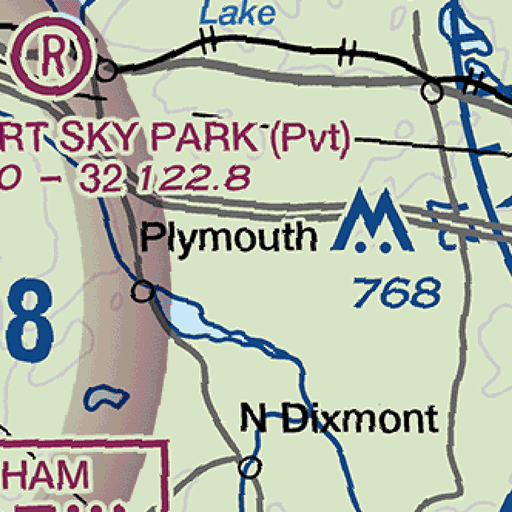 Lake
R
RT SKY PARK (Pvt)
0 - 32 122.8
Plymouth
768
8
N Dixmont
HAM